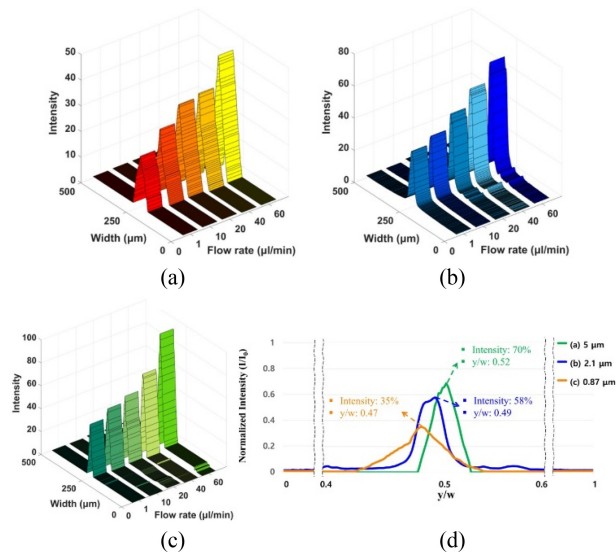 50
40
30
20
10
0
Intensity
500
250
0
Width (μm)
0
1
10
20
40
60
Flow rate (μl/min)
(a)
80
60
40
20
0
Intensity
500
250
0
Width (μm)
0
1
10
20
40
60
Flow rate (μl/min)
(b)
100
80
60
40
20
0
Intensity
500
250
0
Width (μm)
0
1
10
20
40
60
Flow rate (μl/min)
(c)
Normalized Intensity (I/I0)
1
0.8
0.6
0.4
0.2
0
Intensity: 70%
y/w: 0.52
Intensity: 35%
y/w: 0.47
Intensity: 58%
y/w: 0.49
(a) 5 μm
(b) 2.1 μm
(c) 0.87 μm
0
0.4
0.5
0.6
1
y/w
(d)